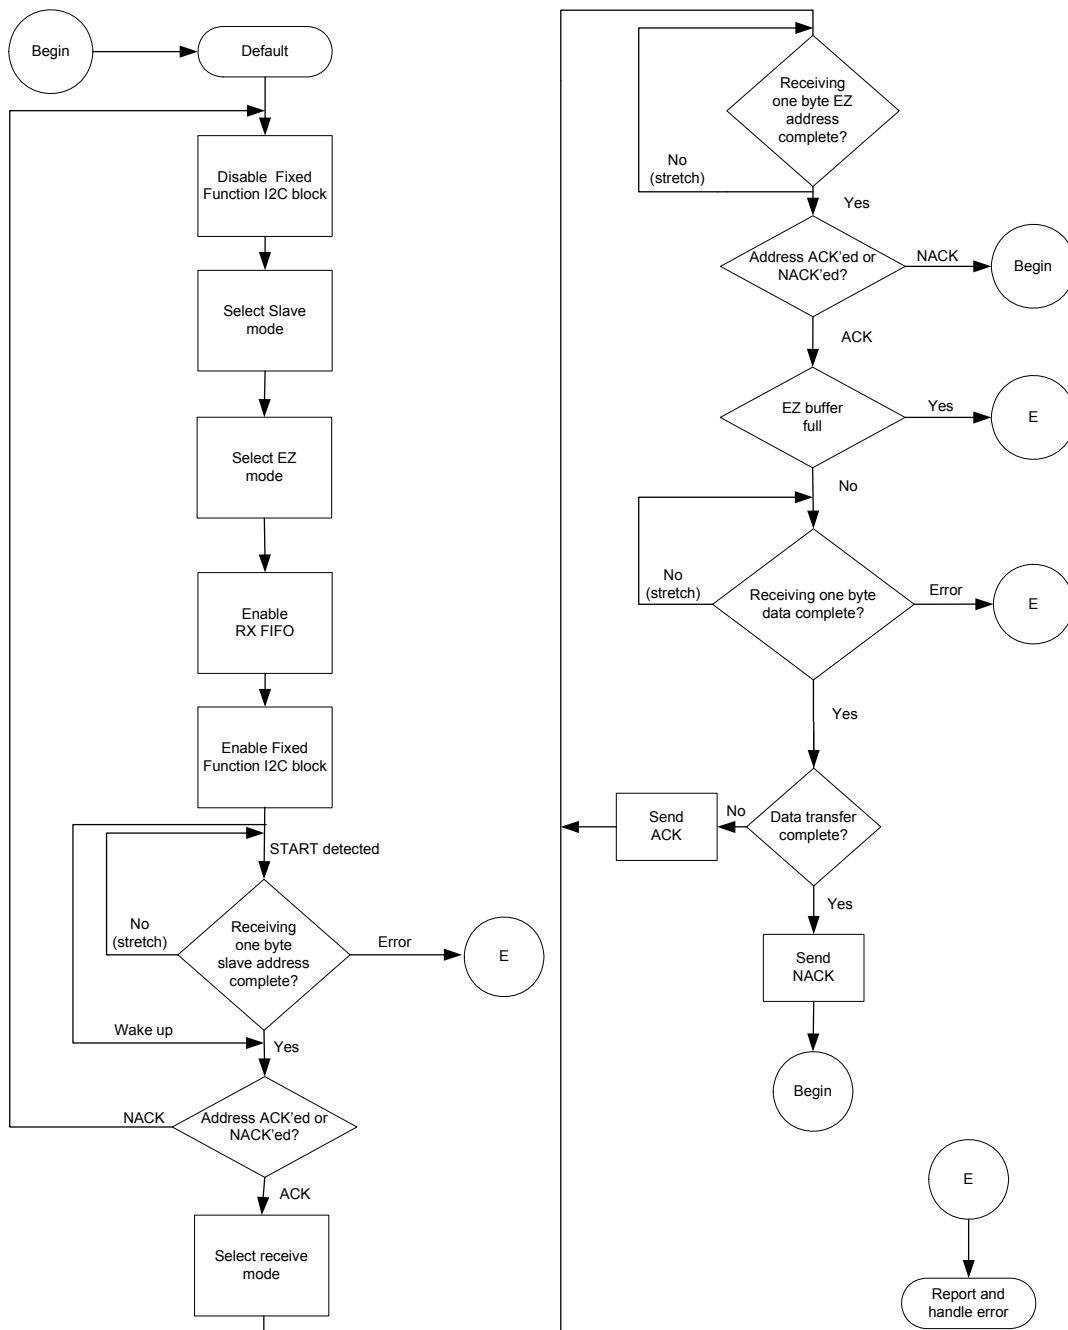 Begin
Default
Disable Fixed
Function I2C block
Select Slave
mode
Select EZ
mode
Enable
RX FIFO
Enable Fixed
Function I2C block
START detected
No
(stretch)
Receiving
one byte
slave address
complete?
Error
E
Wake up
Yes
NACK
Address ACK'ed or
NACK'ed?
ACK
Select receive
mode
Receiving
one byte EZ
address
complete?
No
(stretch)
Yes
Address ACK'ed or
NACK'ed?
NACK
Begin
ACK
EZ buffer
full
Yes
E
No
No
(stretch)
Receiving one byte
data complete?
Error
E
Yes
Send
ACK
No
Data transfer
complete?
Yes
Send
NACK
Begin
E
Report and
handle error